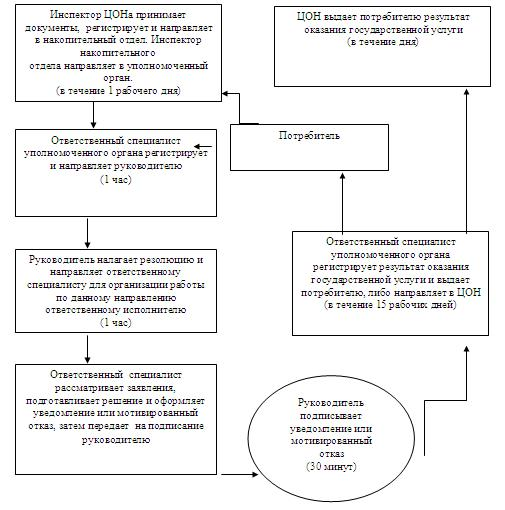 Инспектор ЦОНа принимает
документы, регистрирует и направляет
в накопительный отдел. Инспектор
накопительного
отдела направляет в уполномоченный
орган.
(в течение 1 рабочего дня)
ЦОН выдает потребителю результат
оказания государственной услуги
(в течение дня)
Потребитель
Ответственный специалист
уполномоченного органа регистрирует
и направляет руководителю
(1 час)
Руководитель налагает резолюцию и
направляет ответственному
специалисту для организации работы
по данному направлению
ответственному исполнителю
(1 час)
Ответственный специалист
уполномоченного органа
регистрирует результат оказания
государственной услуги и выдает
потребителю, либо направляет в ЦОН
(в течение 15 рабочих дней)
Ответственный специалист
рассматривает заявления,
подготавливает решение и оформляет
уведомление или мотивированный
отказ, затем передает на подписание
руководителю
Руководитель
подписывает
уведомление или
мотивированный
отказ
(30 минут)